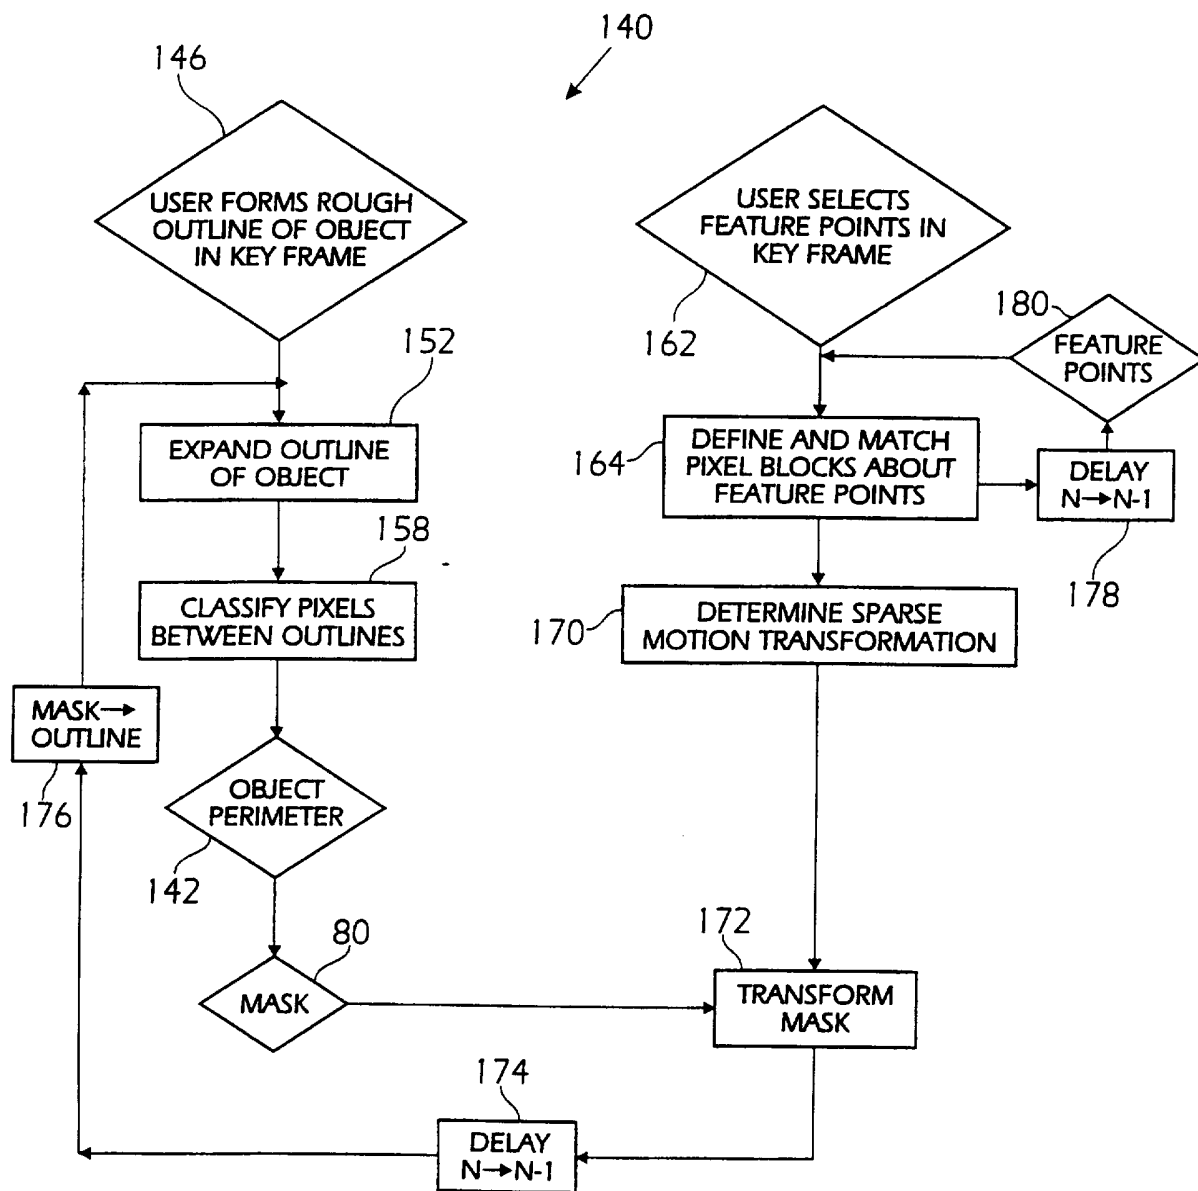 140
146
USER FORMS ROUGH
OUTLINE OF OBJECT
IN KEY FRAME
USER SELECTS
FEATURE POINTS IN
KEY FRAME
162
180
FEATURE
POINTS
152
EXPAND OUTLINE
OF OBJECT
164
DEFINE AND MATCH
PIXEL BLOCKS ABOUT
FEATURE POINTS
DELAY
N→N-1
178
158
CLASSIFY PIXELS
BETWEEN OUTLINES
170
DETERMINE SPARSE
MOTION TRANSFORMATION
MASK→
OUTLINE
176
OBJECT
PERIMETER
142
80
MASK
172
TRANSFORM
MASK
174
DELAY
N→N-1